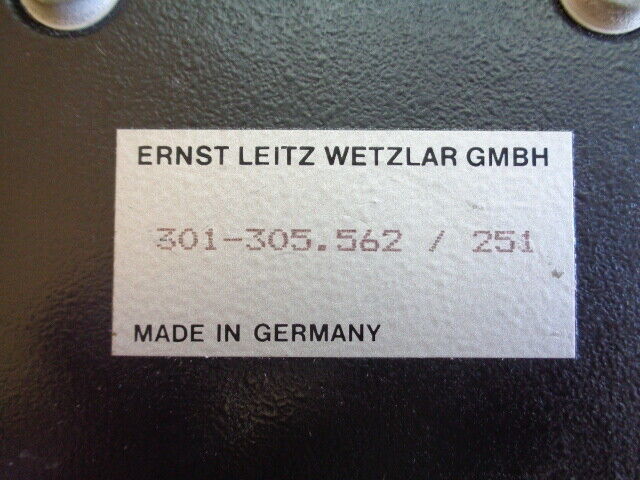 ERNST LEITZ WETZLAR GMBH
301-305.562 / 251
MADE IN GERMANY